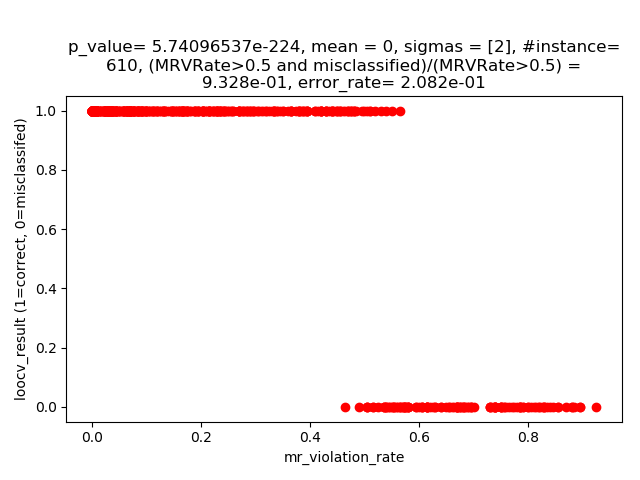 p_value= 5.74096537e-224, mean = 0, sigmas = [2], #instance=
610, (MRVRate>0.5 and misclassified)/(MRVRate>0.5) =
9.328e-01, error_rate= 2.082e-01
1.0
0.8
0.6
0.4
0.2
0.0
loocv_result (1=correct, 0=misclassifed)
0.0 0.2 0.4 0.6 0.8
mr_violation_rate